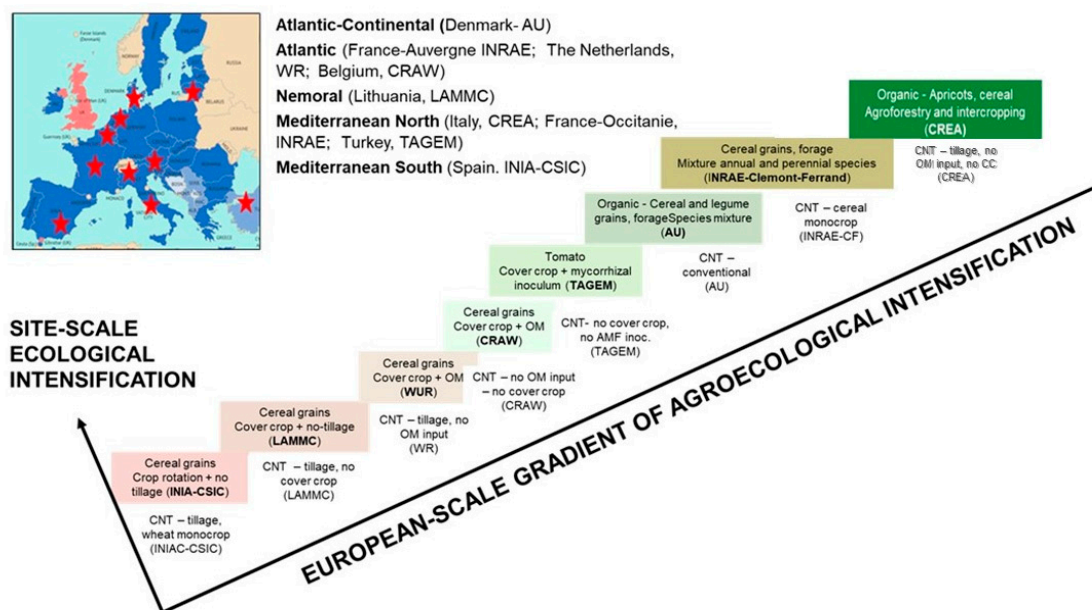 Atlantic-Continental (Denmark- AU)
Atlantic (France-Auvergne INRAE; The Netherlands,
WR; Belgium, CRAW)
Nemoral (Lithuania, LAMMC)
Mediterranean North (Italy, CREA; France-Occitanie,
INRAE; Turkey, TAGEM)
Mediterranean South (Spain. INIA-CSIC)
Organic - Apricots, cereal
Agroforestry and intercropping
(CREA)
CNT – tillage, no
OM input, no CC
(CREA)
Cereal grains, forage
Mixture annual and perennial species
(INRAE-Clemont-Ferrand)
CNT – cereal
monocrop
(INRAE-CF)
Organic - Cereal and legume
grains, forageSpecies mixture
(AU)
CNT –
conventional
(AU)
Tomato
Cover crop + mycorrhizal
inoculum (TAGEM)
CNT- no cover crop,
no AMF inoc.
(TAGEM)
Cereal grains
Cover crop + OM
(CRAW)
CNT – no OM input
– no cover crop
(CRAW)
Cereal grains
Cover crop + OM
(WUR)
CNT – tillage, no
OM input
(WR)
Cereal grains
Cover crop + no-tillage
(LAMMC)
CNT – tillage, no
cover crop
(LAMMC)
Cereal grains
Crop rotation + no
tillage (INIA-CSIC)
CNT – tillage,
wheat monocrop
(INIAC-CSIC)
SITE-SCALE
ECOLOGICAL
INTENSIFICATION
EUROPEAN-SCALE GRADIENT OF AGROECOLOGICAL INTENSIFICATION